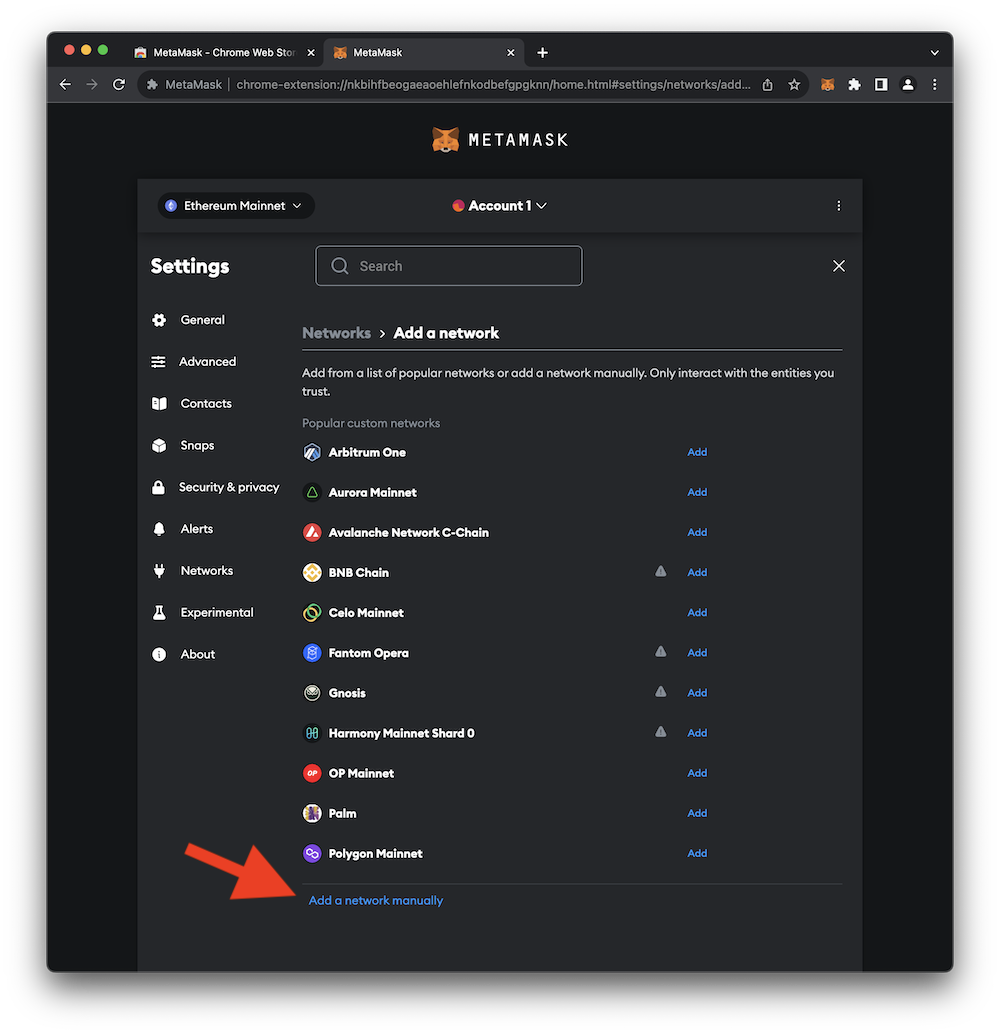 MetaMask - Chrome Web Stor
MetaMask
MetaMask | chrome-extension://nkbihfbeogaeaoehlefnkodbefgpgknn/home.html#settings/networks/add...
METAMASK
Ethereum Mainnet
Account 1
Settings
Search
General
Advanced
Contacts
Snaps
Security & privacy
Alerts
Networks
Experimental
About
Networks > Add a network
Add from a list of popular networks or add a network manually. Only interact with the entities you
trust.
Popular custom networks
Arbitrum One Add
Aurora Mainnet Add
Avalanche Network C-Chain Add
BNB Chain Add
Celo Mainnet Add
Fantom Opera Add
Gnosis Add
Harmony Mainnet Shard 0 Add
OP OP Mainnet Add
Palm Add
Polygon Mainnet Add
Add a network manually